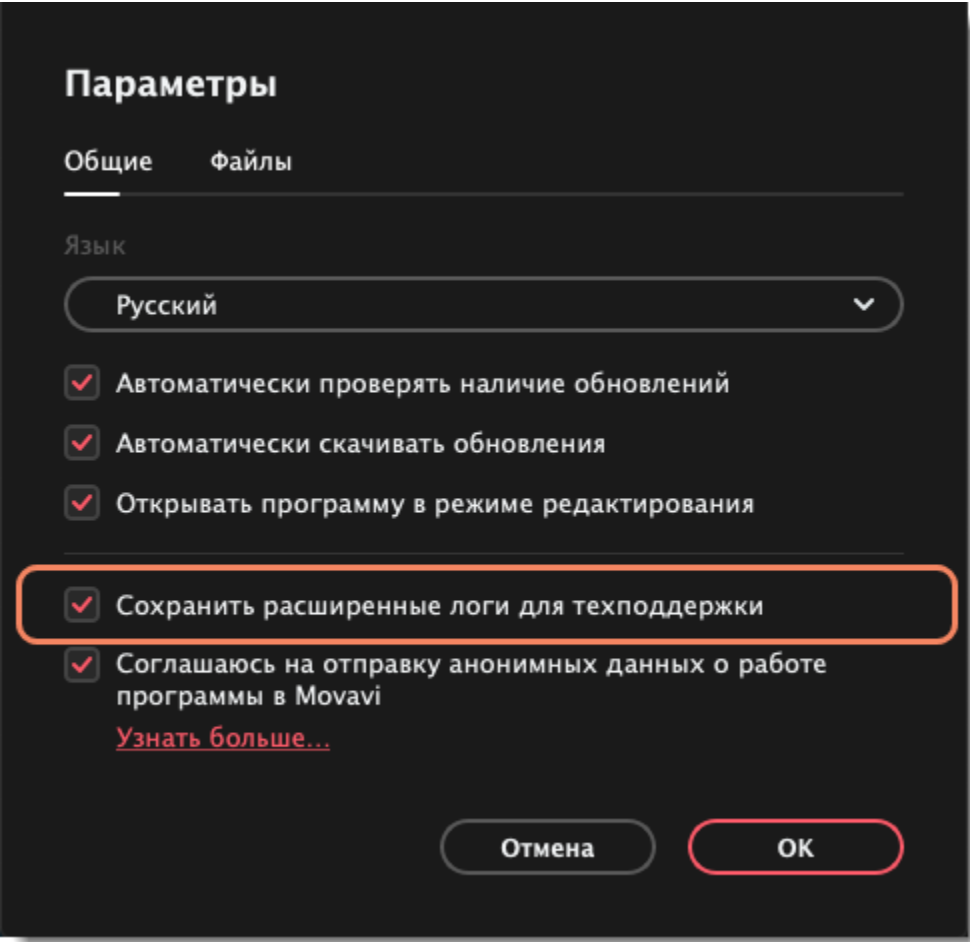 Параметры
Общие Файлы
Язык
Русский
Автоматически проверять наличие обновлений
Автоматически скачивать обновления
Открывать программу в режиме редактирования
Сохранить расширенные логи для техподдержки
Соглашаюсь на отправку анонимных данных о работе
программы в Movavi
Узнать больше...
Отмена ОК